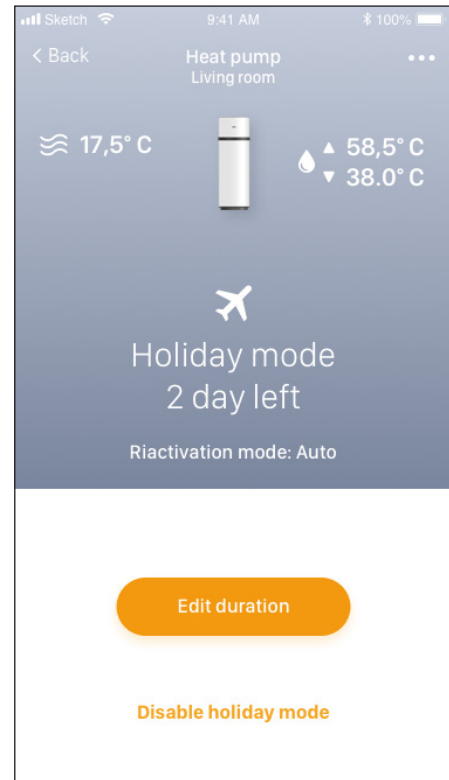 Sketch 9:41 AM 100%
< Back Heat pump
Living room
17,5° C ▲ 58,5° C
▼ 38.0° C
Holiday mode
2 day left
Riactivation mode: Auto
Edit duration
Disable holiday mode